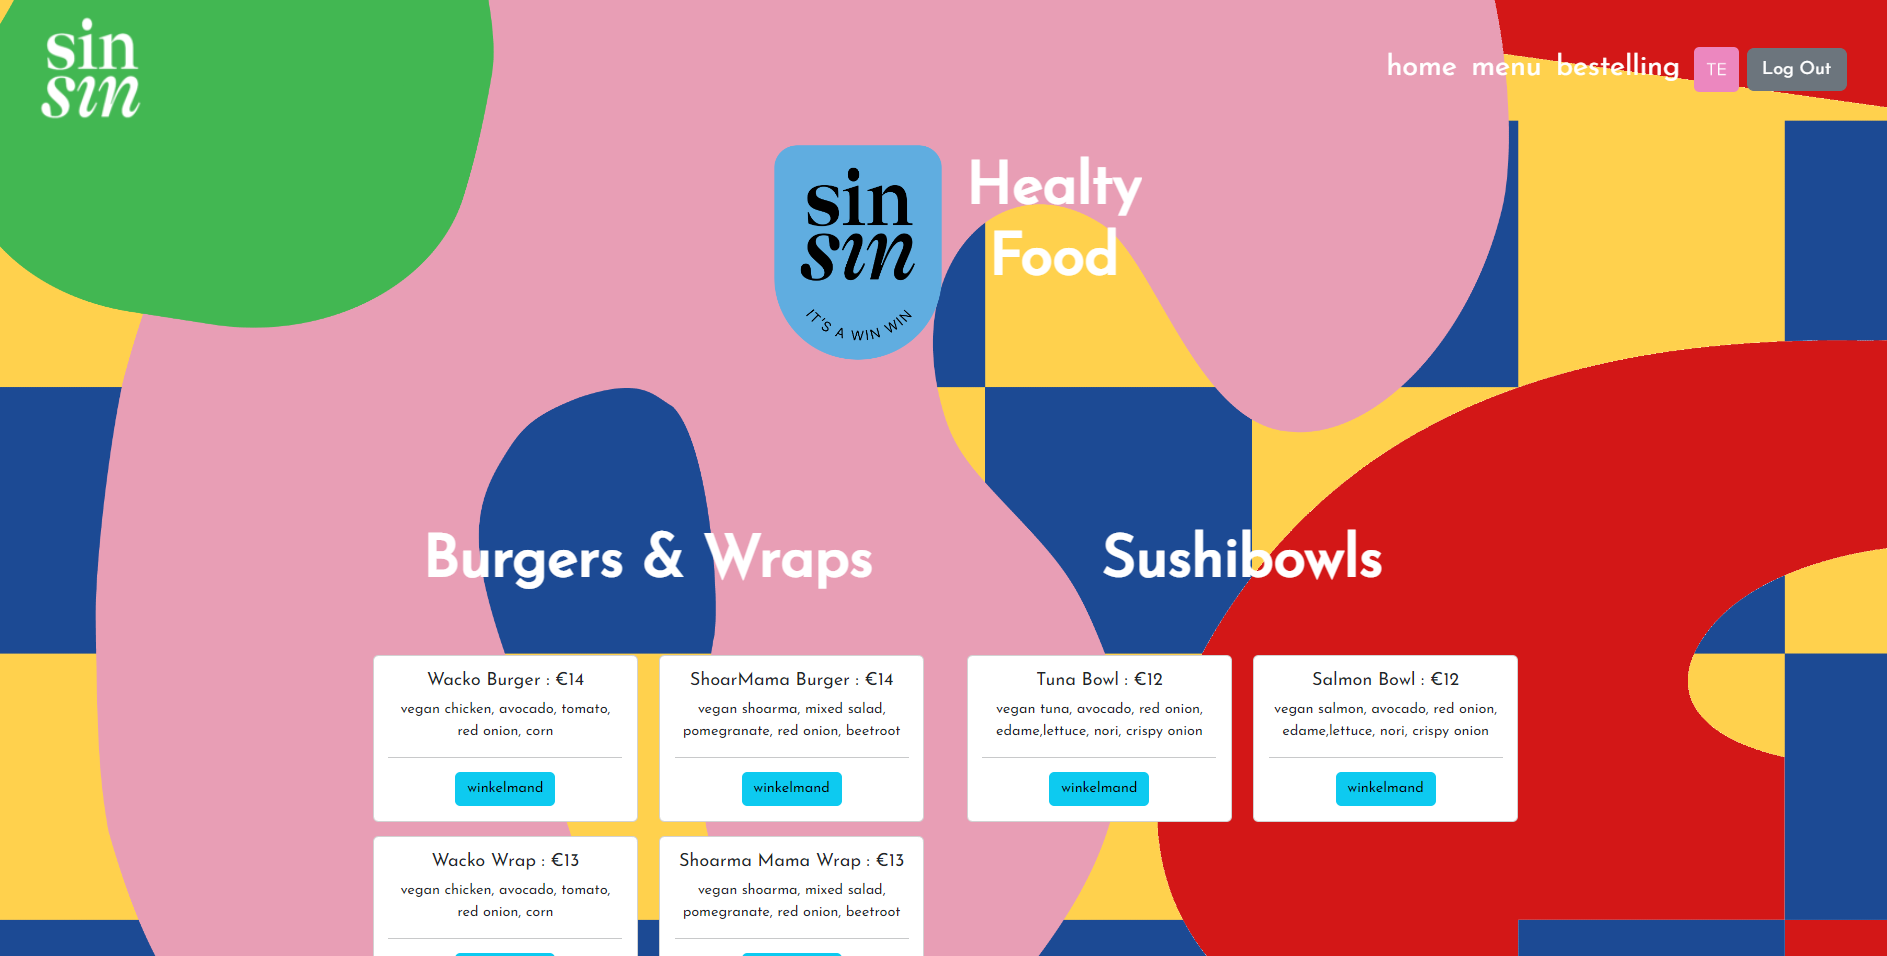 sin
sin
home menu bestelling TE Log Out
sin
sin
IT'S A WIN WIN
Healty
Food
Burgers & Wraps
Wacko Burger : €14
vegan chicken, avocado, tomato,
red onion, corn
winkelmand
ShoarMama Burger : €14
vegan shoarma, mixed salad,
pomegranate, red onion, beetroot
winkelmand
Wacko Wrap : €13
vegan chicken, avocado, tomato,
red onion, corn
Shoarma Mama Wrap : €13
vegan shoarma, mixed salad,
pomegranate, red onion, beetroot
Sushibowls
Tuna Bowl : €12
vegan tuna, avocado, red onion,
edame,lettuce, nori, crispy onion
winkelmand
Salmon Bowl : €12
vegan salmon, avocado, red onion,
edame,lettuce, nori, crispy onion
winkelmand